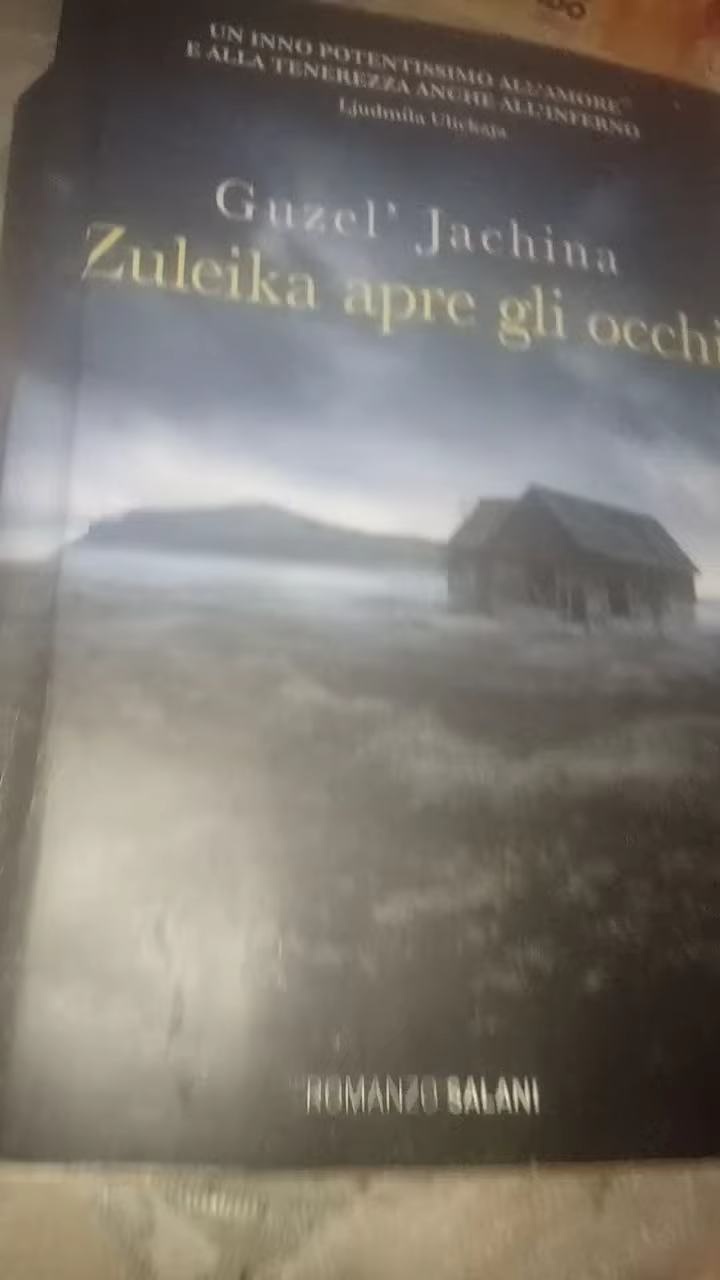 UN INNO POTENTISSIMO ALL'AMORE
E ALLA TENEREZZA ANCHE ALL'INFERNO
Ljudmila Ulickaja
Guzel' Jachina
Zuleika apre gli occhi
ROMANZO SALANI